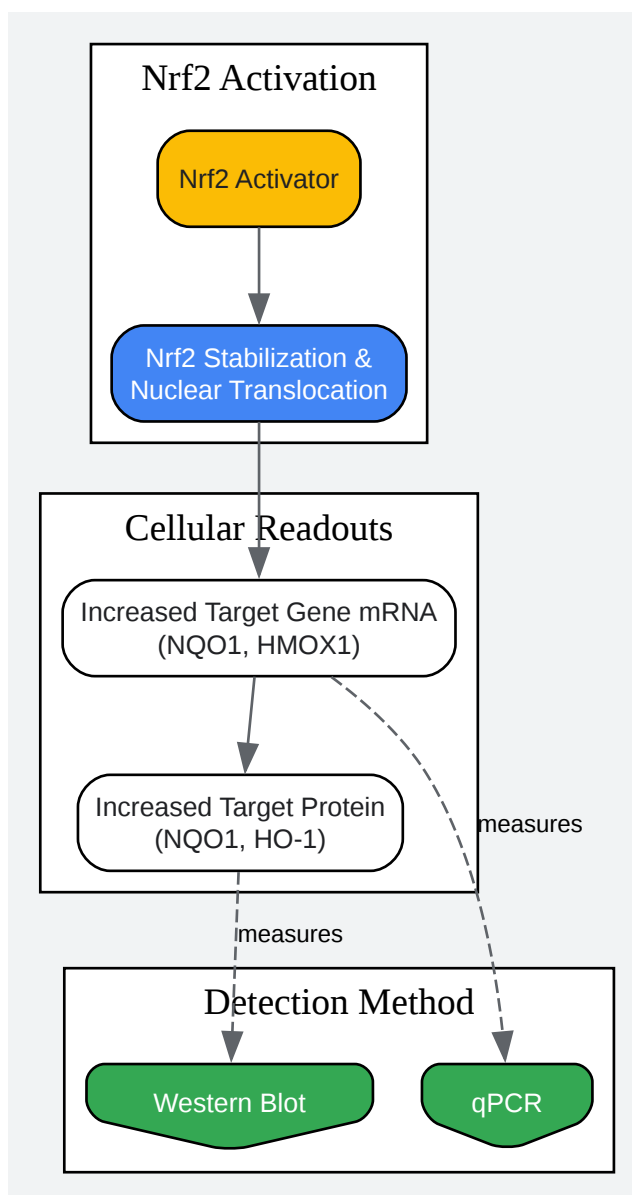 Nrf2 Activation
Nrf2 Activator
Nrf2 Stabilization &
Nuclear Translocation
Cellular Readouts
Increased Target Gene mRNA
(NQO1, HMOX1)
Increased Target Protein
(NQO1, HO-1)
measures
measures
Detection Method
Western Blot
qPCR